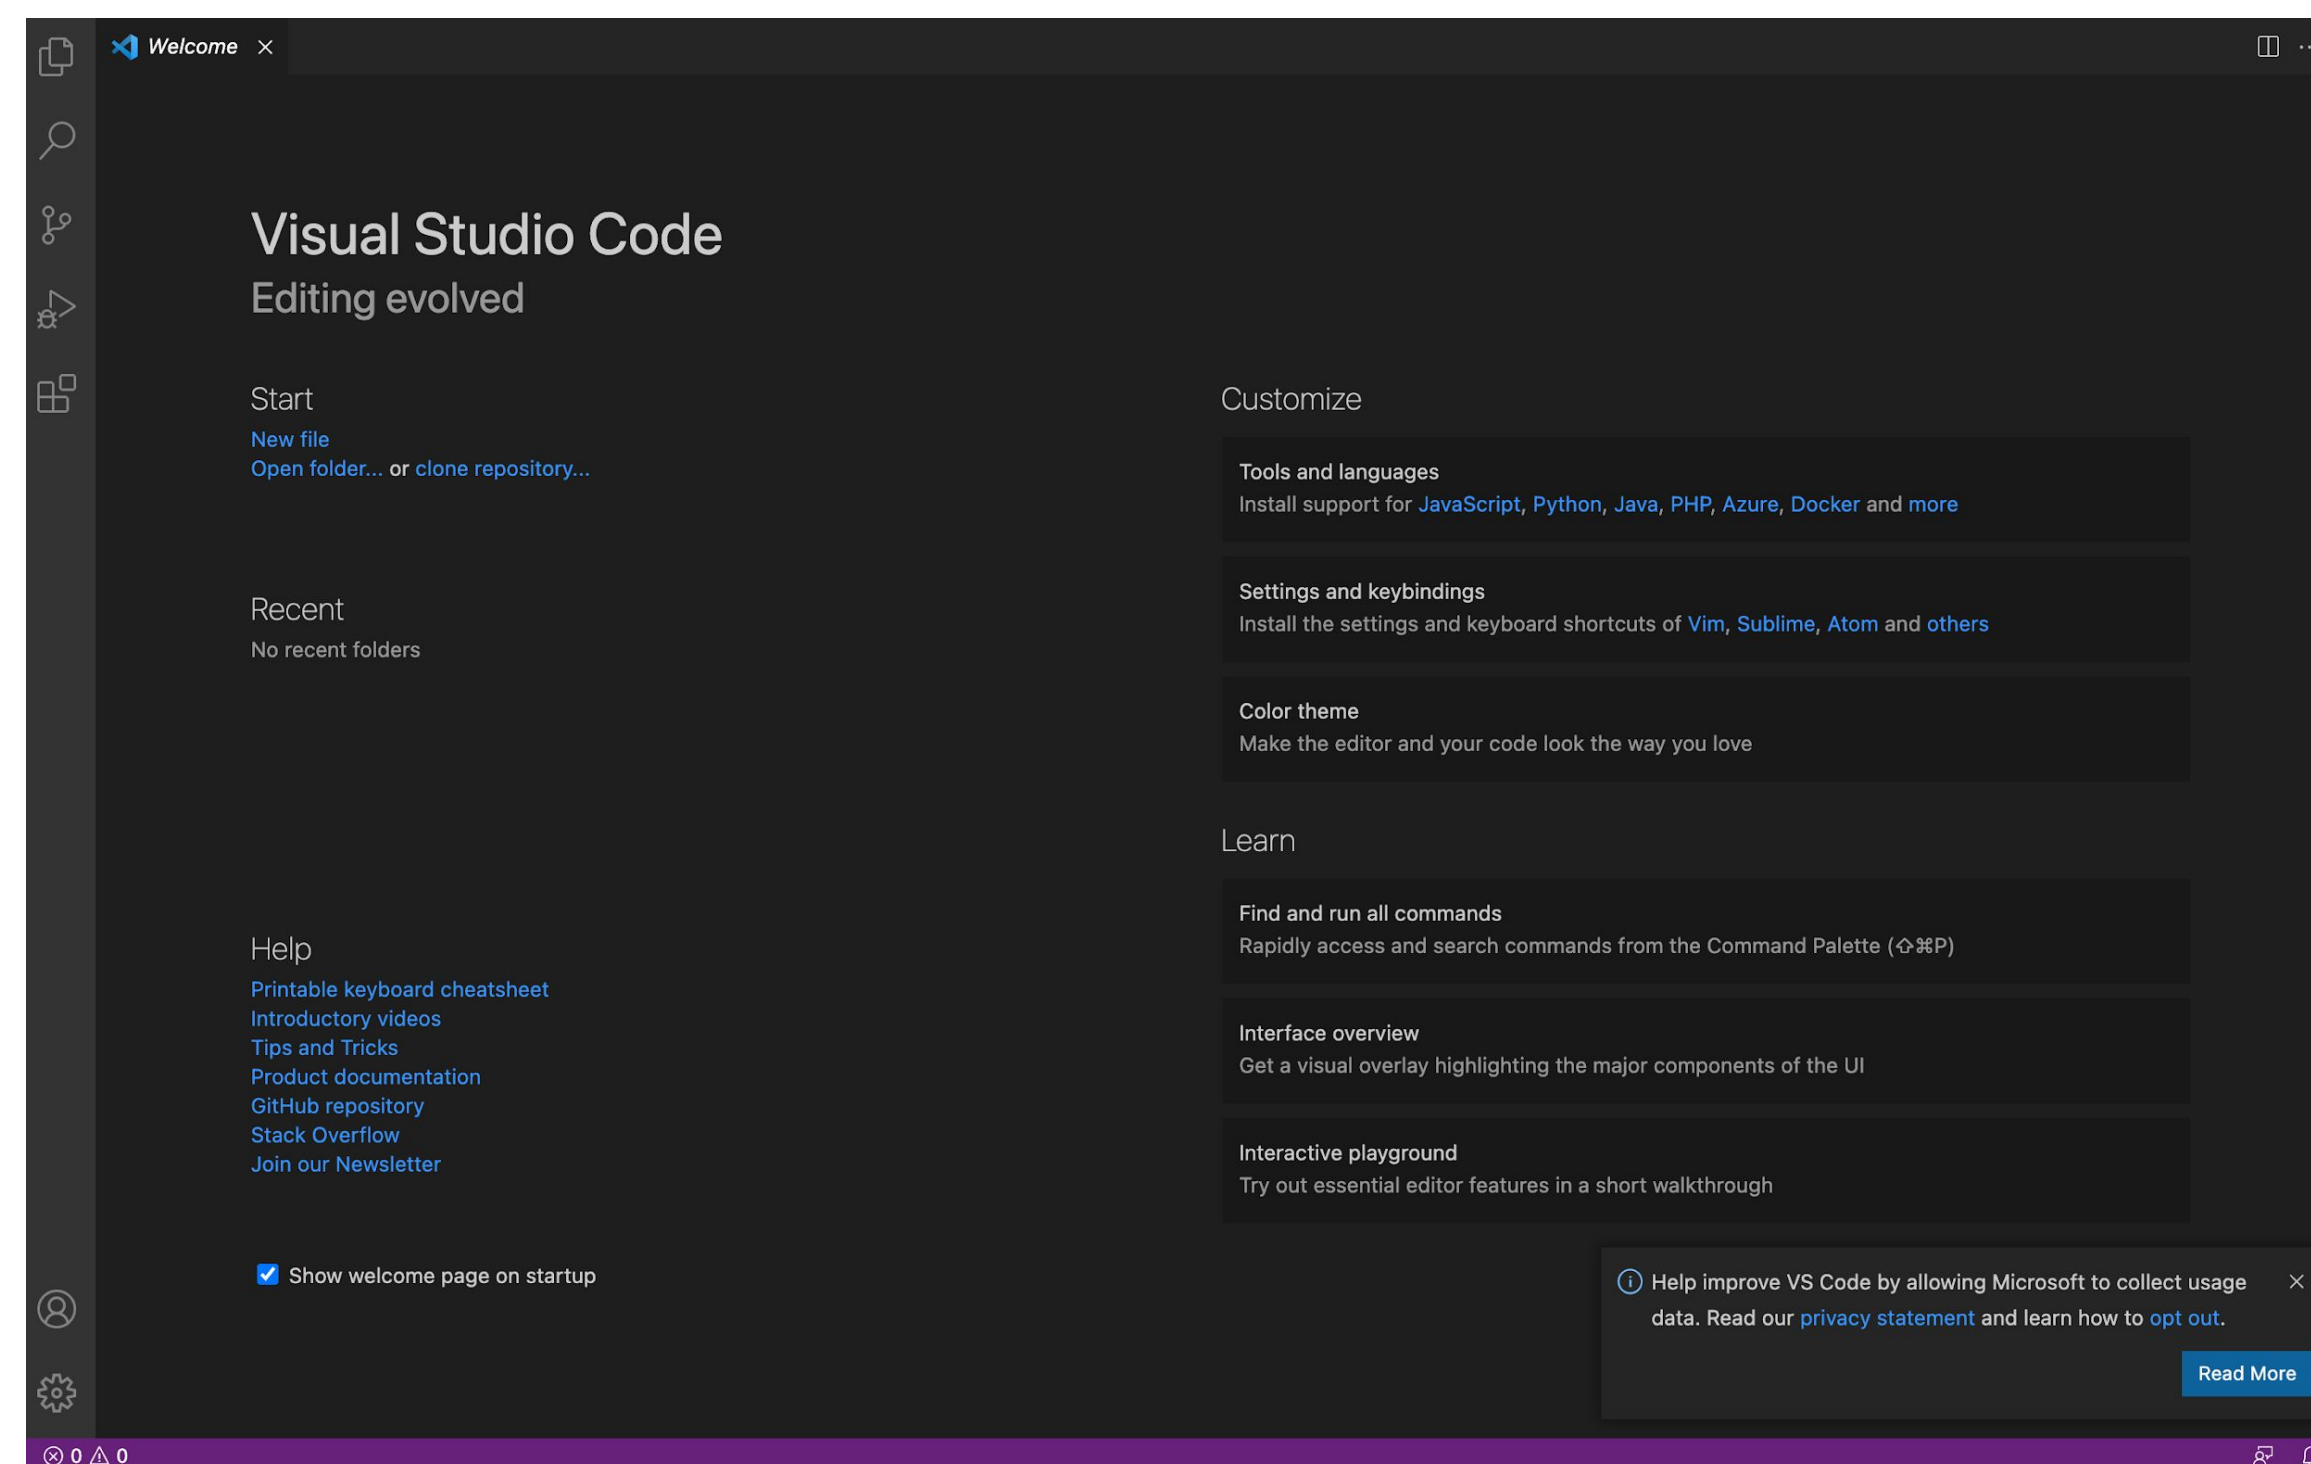 Welcome
Visual Studio Code
Editing evolved
Start
New file
Open folder... or clone repository...
Recent
No recent folders
Help
Printable keyboard cheatsheet
Introductory videos
Tips and Tricks
Product documentation
GitHub repository
Stack Overflow
Join our Newsletter
Show welcome page on startup
Customize
Tools and languages
Install support for JavaScript, Python, Java, PHP, Azure, Docker and more
Settings and keybindings
Install the settings and keyboard shortcuts of Vim, Sublime, Atom and others
Color theme
Make the editor and your code look the way you love
Learn
Find and run all commands
Rapidly access and search commands from the Command Palette (⇧⌘P)
Interface overview
Get a visual overlay highlighting the major components of the UI
Interactive playground
Try out essential editor features in a short walkthrough
Help improve VS Code by allowing Microsoft to collect usage
data. Read our privacy statement and learn how to opt out.
Read More
0 0